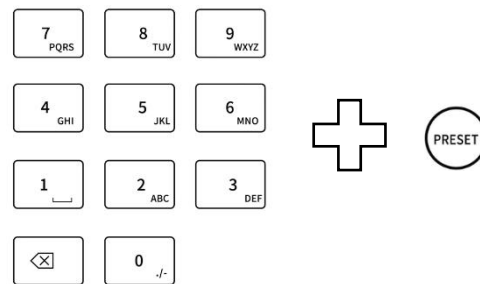 7 PQRS 8 TUV 9 WXYZ
4 GHI 5 JKL 6 MNO
PRESET
1 2 ABC 3 DEF
0 ./-